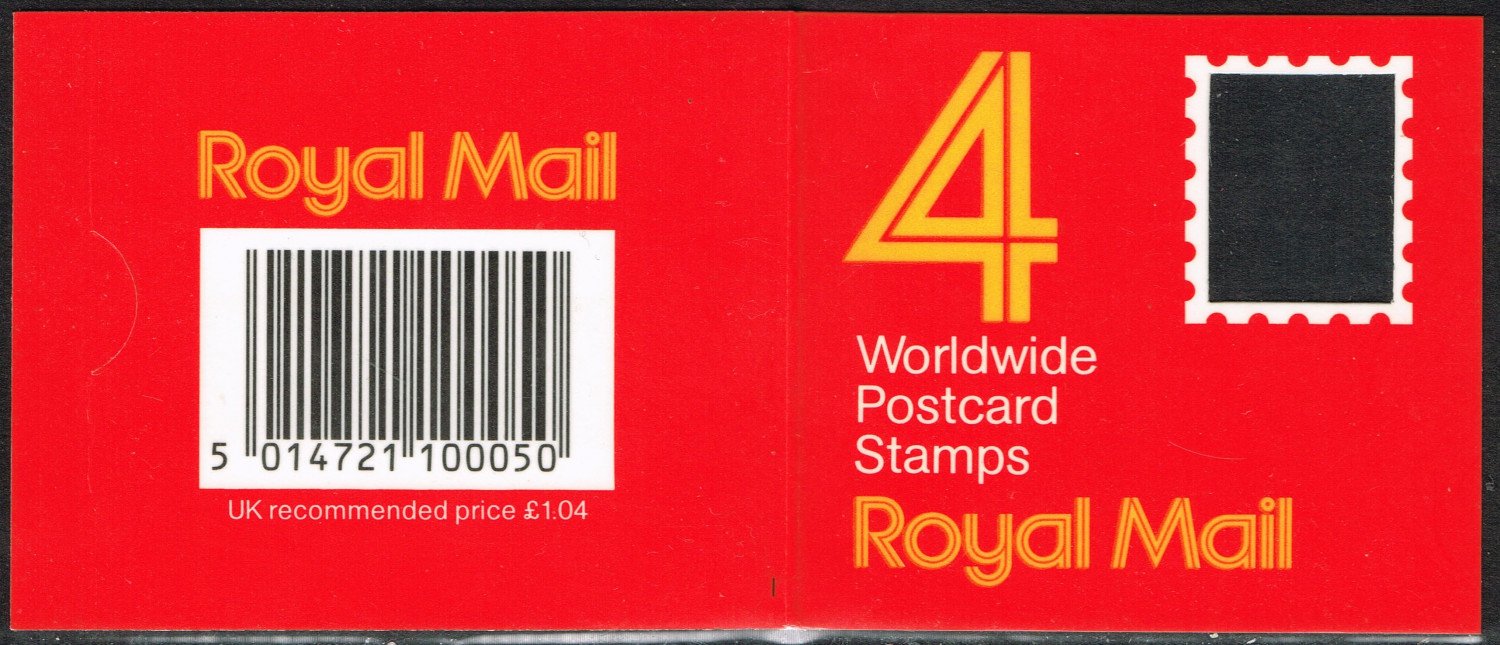 Royal Mail
5 014721 100050
UK recommended price £1.04
4
Worldwide
Postcard
Stamps
Royal Mail